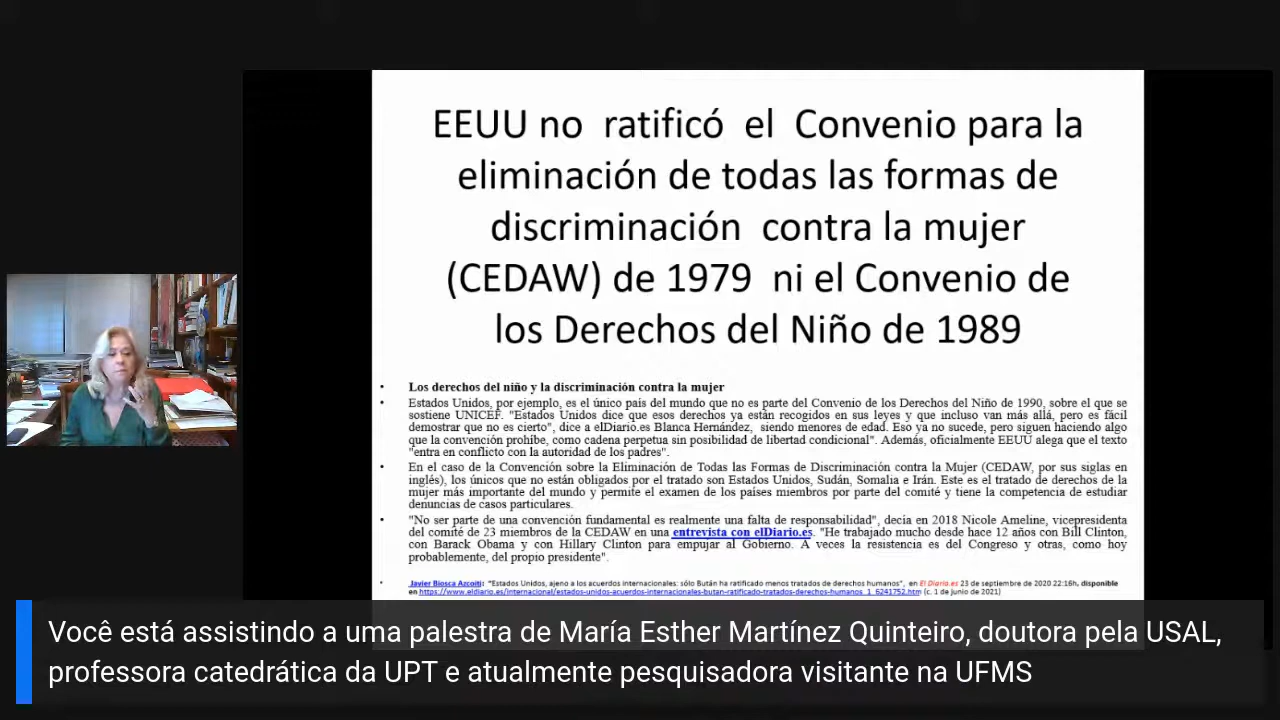 EEUU no ratificó el Convenio para la
eliminación de todas las formas de
discriminación contra la mujer
(CEDAW) de 1979 ni el Convenio de
los Derechos del Niño de 1989
• Los derechos del niño y la discriminación contra la mujer
• Estados Unidos, por ejemplo, es el único país del mundo que no es parte del Convenio de los Derechos del Niño de 1990, sobre el que se
sostiene UNICEF. "Estados Unidos dice que esos derechos ya están recogidos en sus leyes y que incluso van más allá, pero es fácil
demostrar que no es cierto", dice a elDiario.es Blanca Hernández, siendo menores de edad. Eso ya no sucede, pero siguen haciendo algo
que la convención prohíbe, como cadena perpetua sin posibilidad de libertad condicional". Además, oficialmente EEUU alega que el texto
"entra en conflicto con la autoridad de los padres".
• En el caso de la Convención sobre la Eliminación de Todas las Formas de Discriminación contra la Mujer (CEDAW, por sus siglas en
inglés), los únicos que no están obligados por el tratado son Estados Unidos, Sudán, Somalia e Irán. Este es el tratado de derechos de la
mujer más importante del mundo y permite el examen de los países miembros por parte del comité y tiene la competencia de estudiar
denuncias de casos particulares.
• "No ser parte de una convención fundamental es realmente una falta de responsabilidad", decía en 2018 Nicole Ameline, vicepresidenta
del comité de 23 miembros de la CEDAW en una entrevista con elDiario.es. "He trabajado mucho desde hace 12 años con Bill Clinton,
con Barack Obama y con Hillary Clinton para empujar al Gobierno. A veces la resistencia es del Congreso y otras, como hoy
probablemente, del propio presidente".
• Javier Biosca Azcoiti: "Estados Unidos, ajeno a los acuerdos internacionales: sólo Bután ha ratificado menos tratados de derechos humanos", en El Diario.es 23 de septiembre de 2020 22:16h, disponible
en https://www.eldiario.es/internacional/estados-unidos-acuerdos-internacionales-butan-ratificado-tratados-derechos-humanos_1_6241752.htm (c. 1 de junio de 2021)
Você está assistindo a uma palestra de María Esther Martínez Quinteiro, doutora pela USAL,
professora catedrática da UPT e atualmente pesquisadora visitante na UFMS